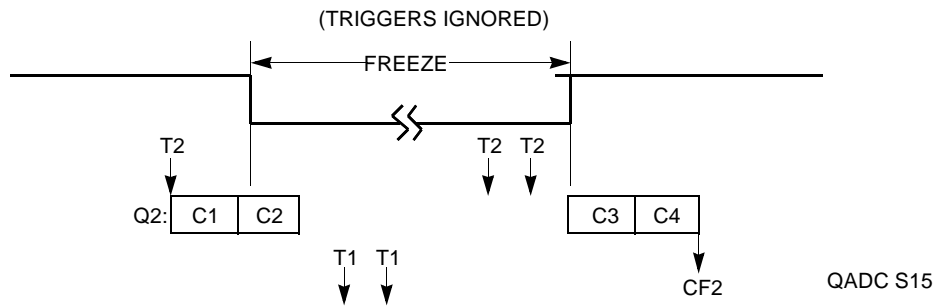 (TRIGGERS IGNORED)
FREEZE
T2
T2 T2
Q2: C1 C2
C3 C4
T1 T1
CF2
QADC S15